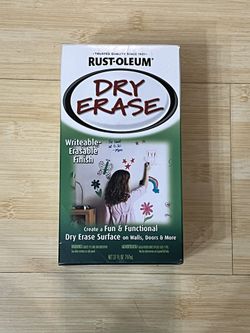 TRUSTED QUALITY SINCE 1921
RUST-OLEUM
DRY
ERASE
Writeable-
Erasable
Finish
Create a Fun & Functional
Dry Erase Surface on Walls, Doors & More